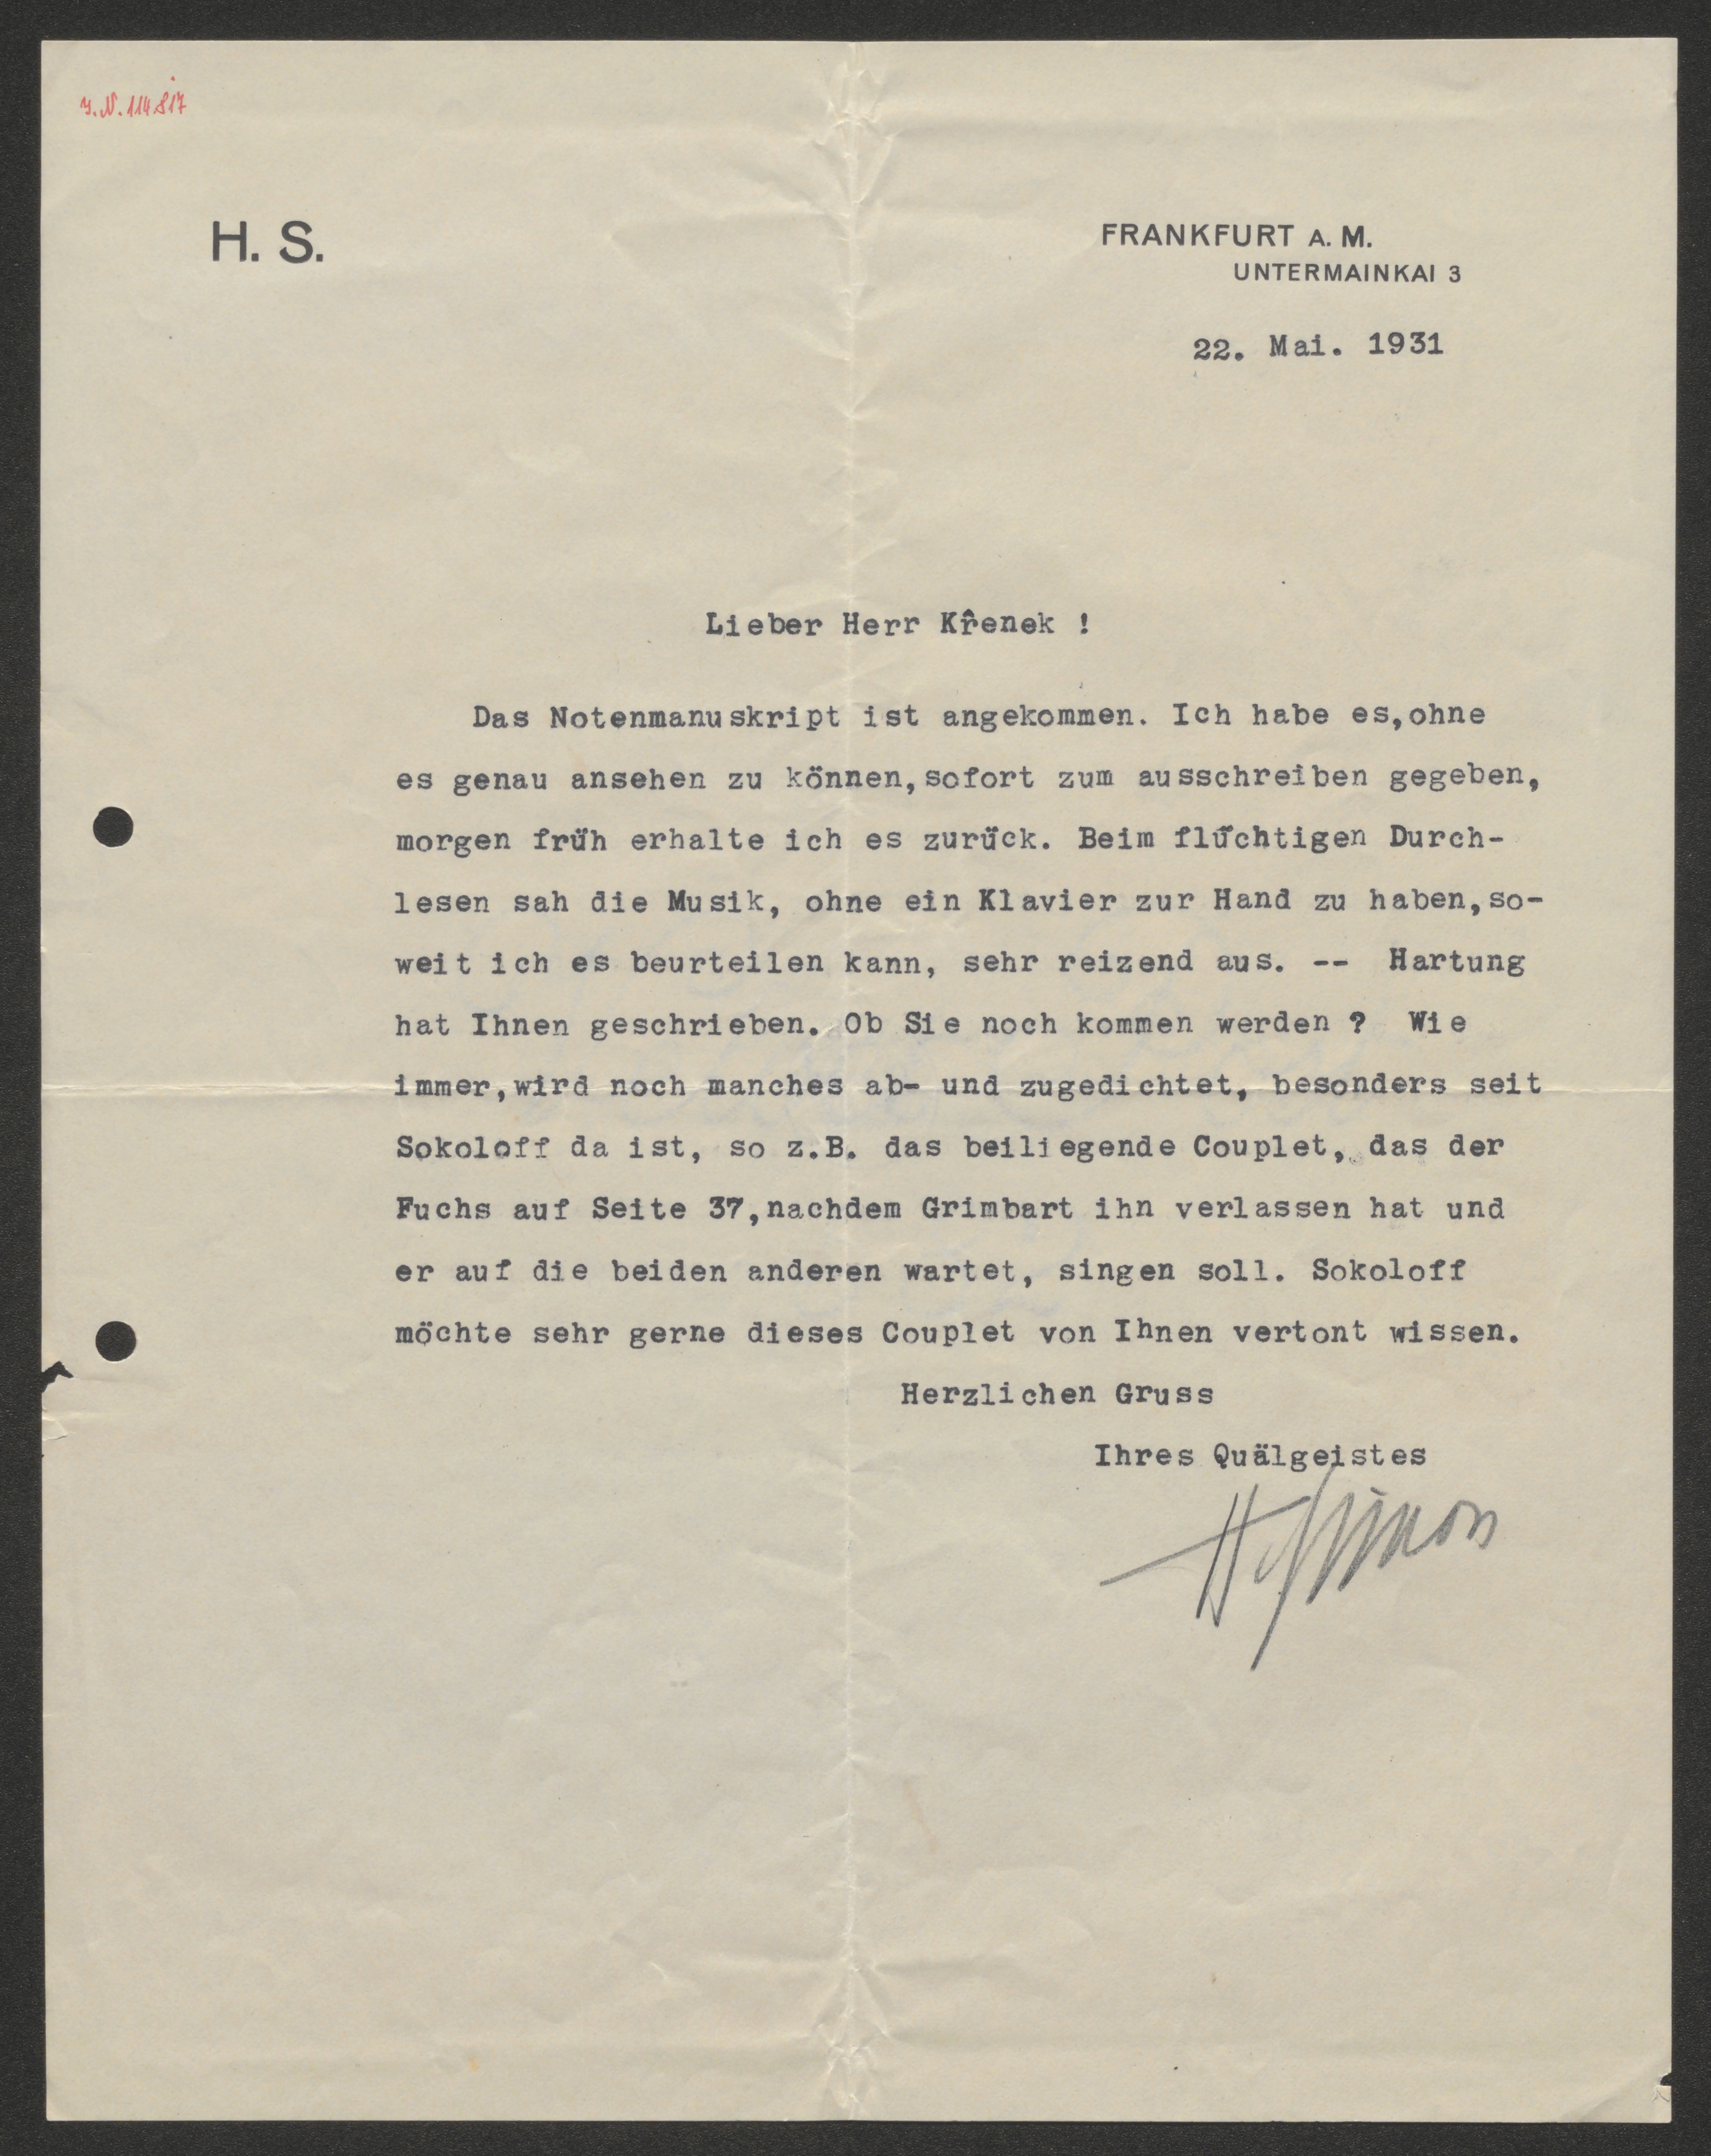 J.N. 114817
H. S.
FRANKFURT A. M.
UNTERMAINKAI 3
22. Mai. 1931
Lieber Herr Kr̂enek !
Das Notenmanuskript ist angekommen. Ich habe es,ohne
es genau ansehen zu können,sofort zum ausschreiben gegeben,
morgen früh erhalte ich es zurück. Beim flüchtigen Durch-
lesen sah die Musik, ohne ein Klavier zur Hand zu haben,so-
weit ich es beurteilen kann, sehr reizend aus. -- Hartung
hat Ihnen geschrieben. Ob Sie noch kommen werden ? Wie
immer,wird noch manches ab- und zugedichtet, besonders seit
Sokoloff da ist, so z.B. das beiliegende Couplet, das der
Fuchs auf Seite 37,nachdem Grimbart ihn verlassen hat und
er auf die beiden anderen wartet, singen soll. Sokoloff
möchte sehr gerne dieses Couplet von Ihnen vertont wissen.
Herzlichen Gruss
Ihres Quälgeistes
HSimon